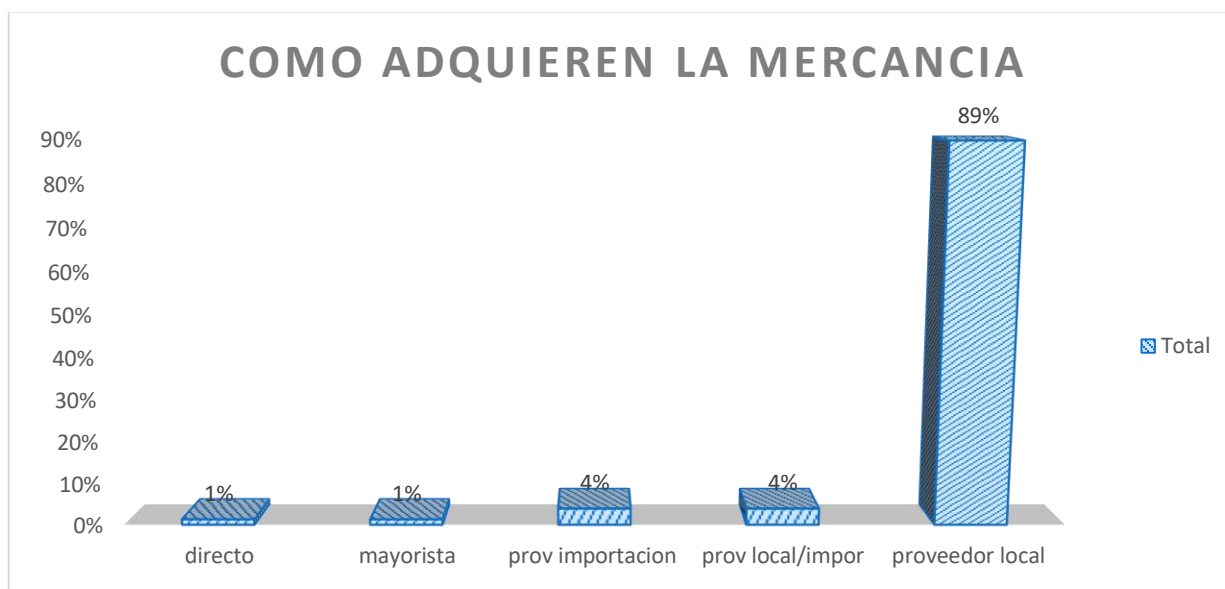 COMO ADQUIEREN LA MERCANCIA
89%
90%
80%
70%
60%
50%
40%
30%
20%
10%
0%
1%
1%
4%
4%
directo
mayorista
prov importacion
prov local/impor
proveedor local
Total